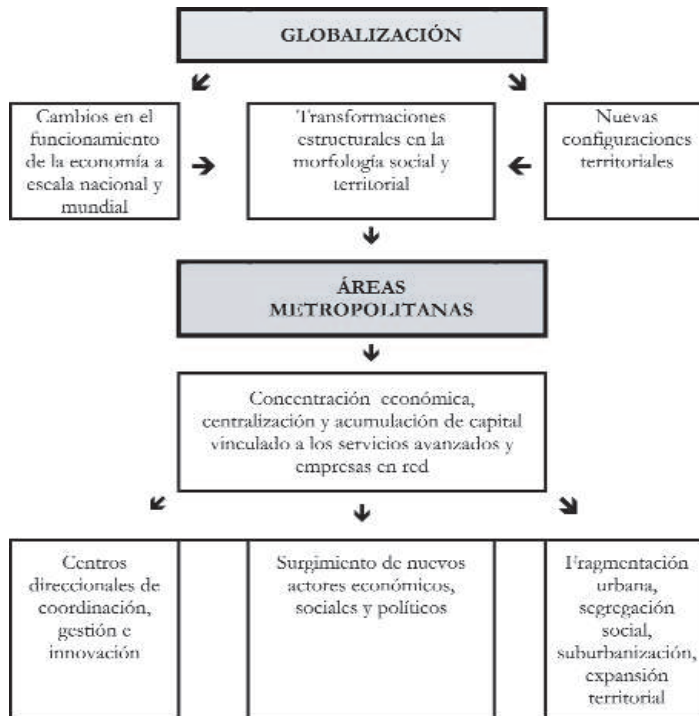 GLOBALIZACIÓN
Cambios en el
funcionamiento
de la economía a
escala nacional y
mundial
Transformaciones
estructurales en la
morfología social y
territorial
Nuevas
configuraciones
territoriales
ÁREAS
METROPOLITANAS
Concentración económica,
centralización y acumulación de capital
vinculado a los servicios avanzados y
empresas en red
Centros
direccionales de
coordinación,
gestión e
innovación
Surgimiento de nuevos
actores económicos,
sociales y políticos
Fragmentación
urbana,
segregación
social,
suburbanización,
expansión
territorial